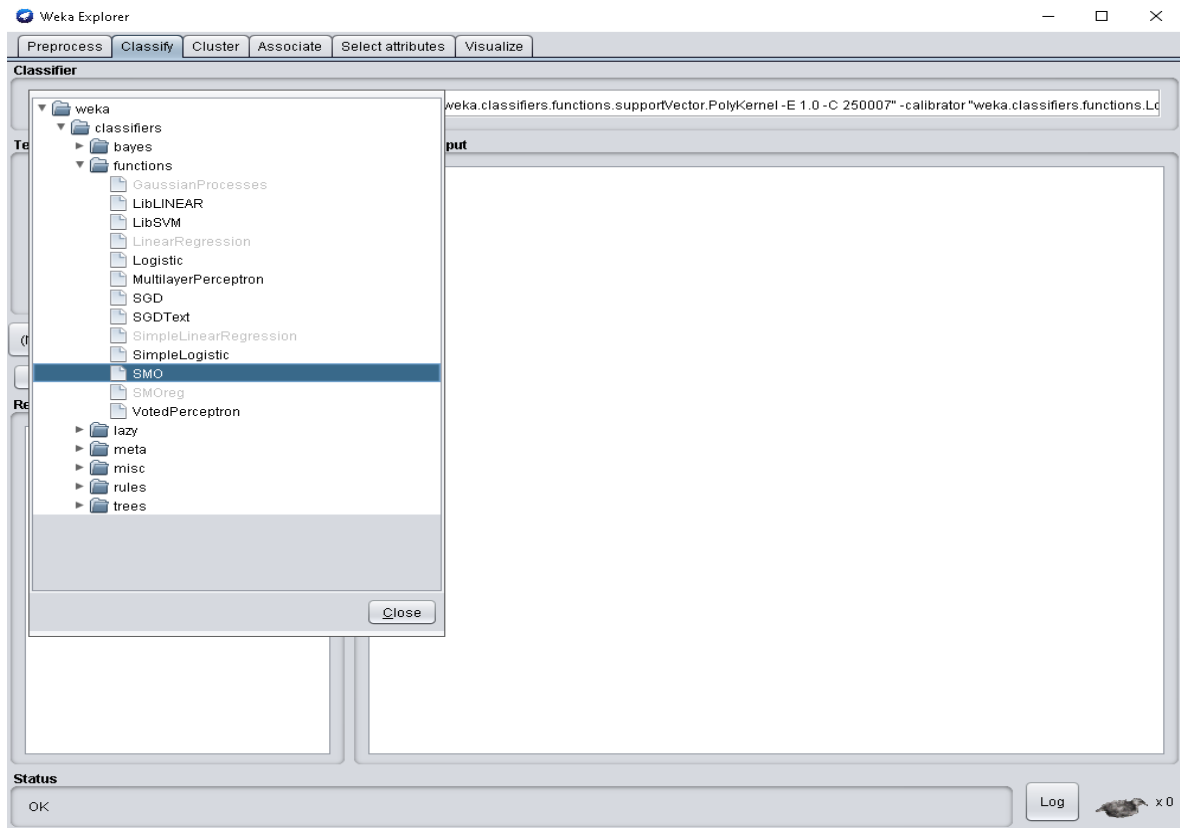 Weka Explorer
Preprocess Classify Cluster Associate Select attributes Visualize
Classifier
weka.classifiers.functions.supportVector.PolyKernel -E 1.0 -C 250007" -calibrator "weka.classifiers.functions.Lo
weka
classifiers
bayes
functions
GaussianProcesses
LibLINEAR
LibSVM
LinearRegression
Logistic
MultilayerPerceptron
SGD
SGDText
SimpleLinearRegression
SimpleLogistic
SMO
SMOreg
VotedPerceptron
lazy
meta
misc
rules
trees
Close
Te
put
Re
Status
OK
Log
x 0